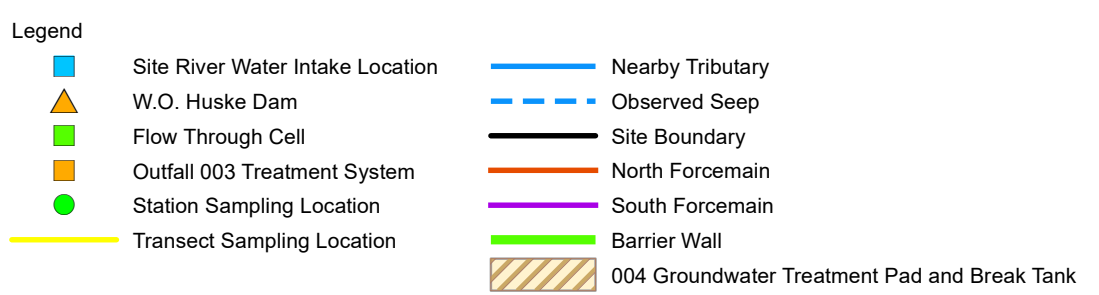 Legend
Site River Water Intake Location
W.O. Huske Dam
Flow Through Cell
Outfall 003 Treatment System
Station Sampling Location
Transect Sampling Location
Nearby Tributary
Observed Seep
Site Boundary
North Forcemain
South Forcemain
Barrier Wall
004 Groundwater Treatment Pad and Break Tank